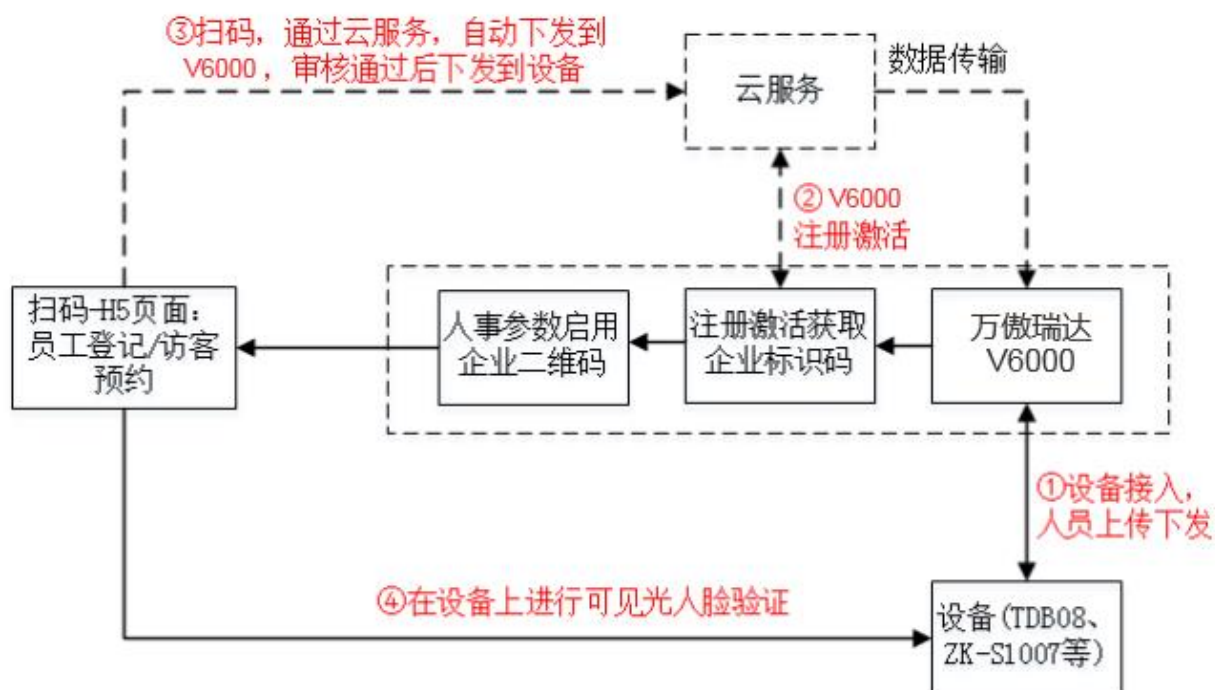 ③扫码，通过云服务，自动下发到
V6000，审核通过后下发到设备
云服务
数据传输
②V6000
注册激活
扫码-H5页面：
员工登记/访客
预约
人事参数启用
企业二维码
注册激活获取
企业标识码
万傲瑞达
V6000
①设备接入，
人员上传下发
④在设备上进行可见光人脸验证
设备(TDB08、
ZK-S1007等)